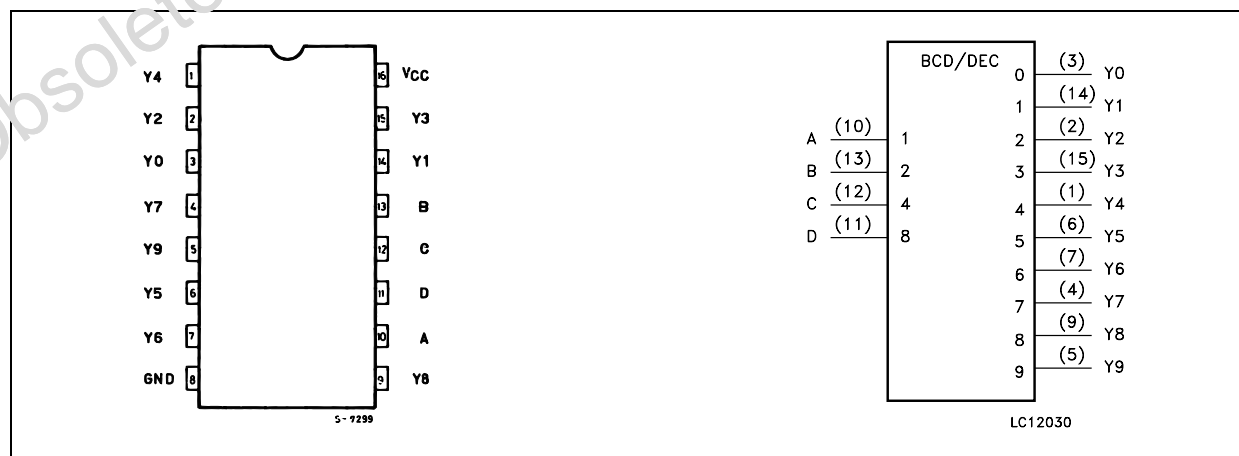 obsolete
Y4 1 16 VCC
Y2 2 15 Y3
Y0 3 14 Y1
Y7 4 13 B
Y9 5 12 C
Y5 6 11 D
Y6 7 10 A
GND 8 9 Y8
S-7299
BCD/DEC
0 (3) Y0
1 (14) Y1
A (10) 1 2 (2) Y2
B (13) 2 3 (15) Y3
C (12) 4 4 (1) Y4
D (11) 8 5 (6) Y5
6 (7) Y6
7 (4) Y7
8 (9) Y8
9 (5) Y9
LC12030